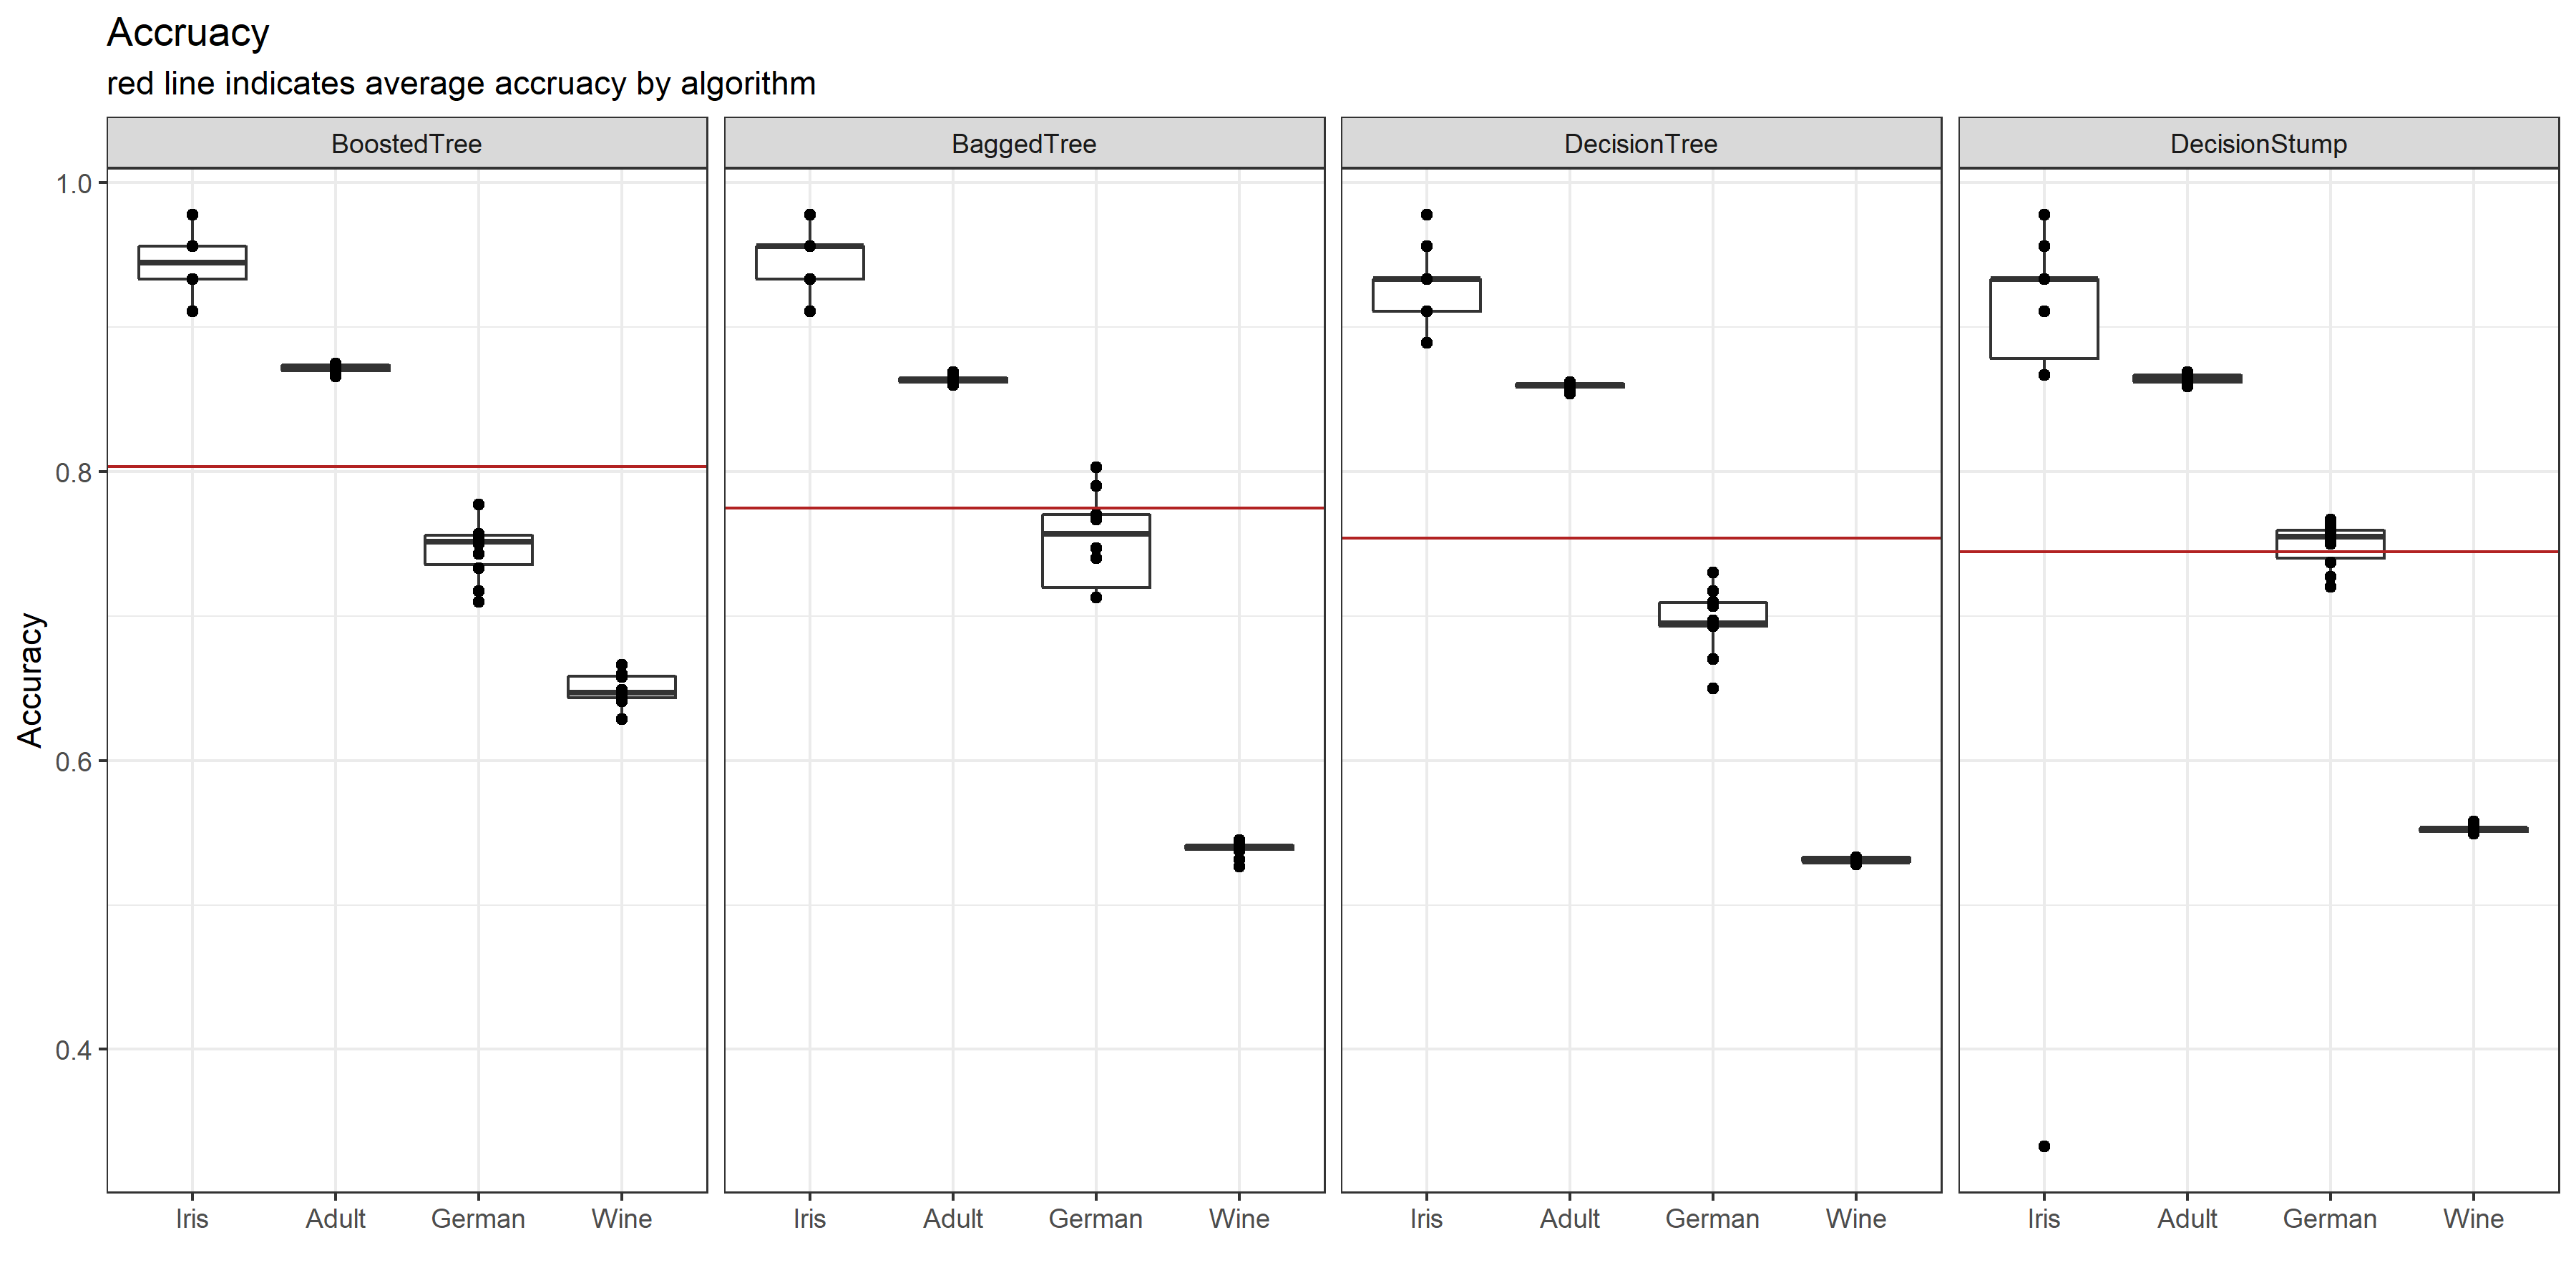 Accruacy
red line indicates average accruacy by algorithm
BoostedTree BaggedTree DecisionTree DecisionStump
1.0
0.8
0.6
0.4
Accuracy
Iris Adult German Wine Iris Adult German Wine Iris Adult German Wine Iris Adult German Wine